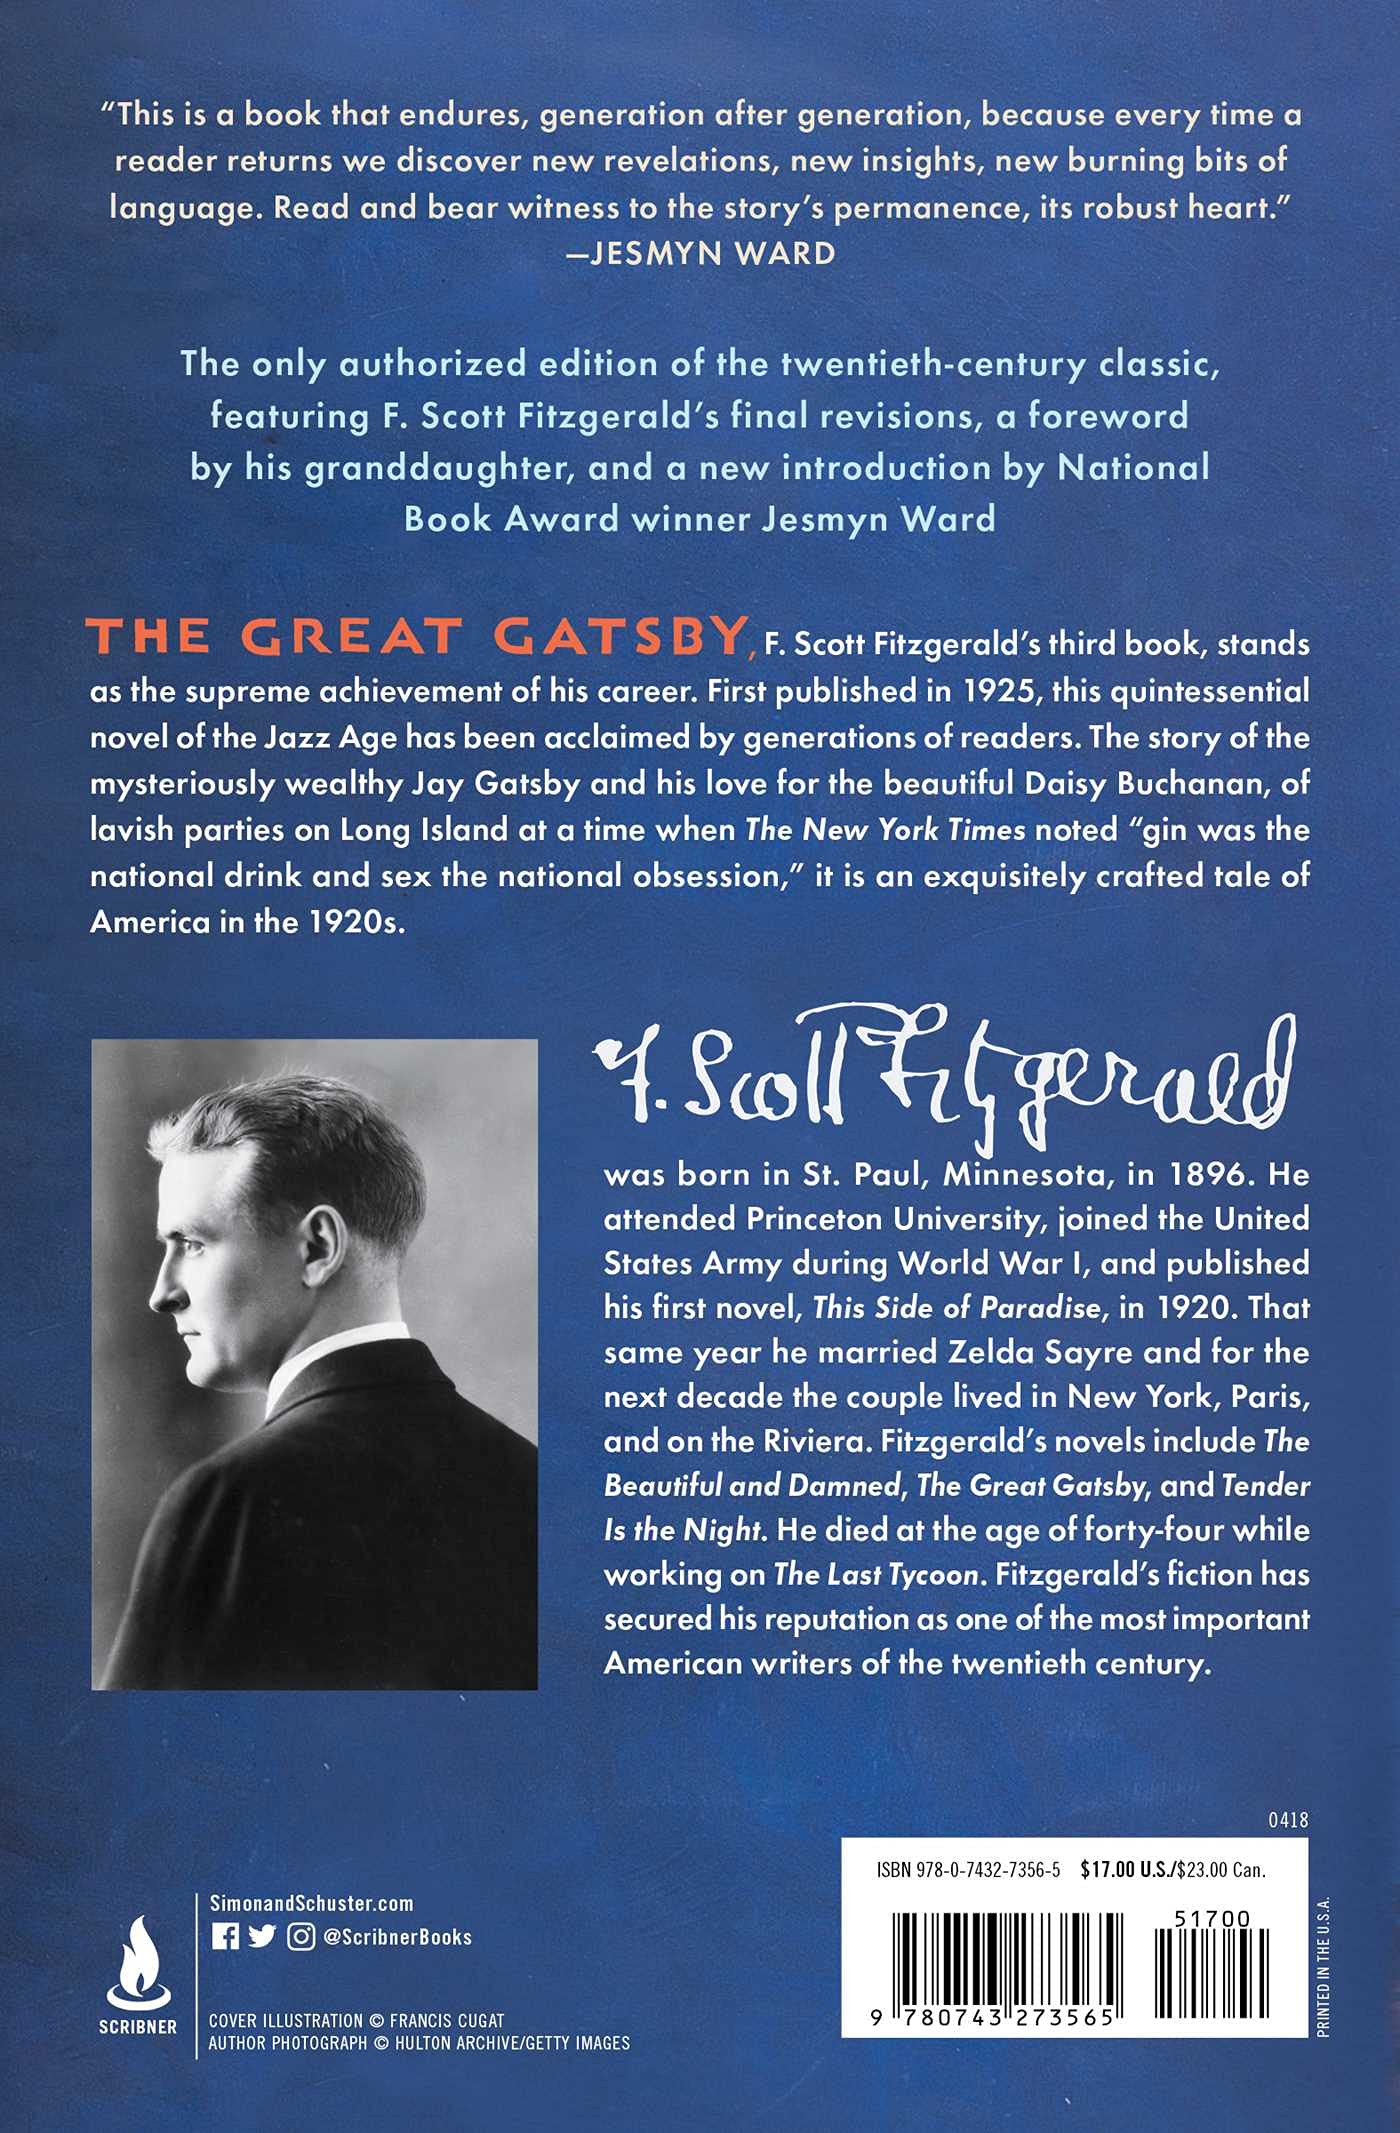 “This is a book that endures, generation after generation, because every time a
reader returns we discover new revelations, new insights, new burning bits of
language. Read and bear witness to the story’s permanence, its robust heart.”
—JESMYN WARD
The only authorized edition of the twentieth-century classic,
featuring F. Scott Fitzgerald’s final revisions, a foreword
by his granddaughter, and a new introduction by National
Book Award winner Jesmyn Ward
THE GREAT GATSBY, F. Scott Fitzgerald’s third book, stands
as the supreme achievement of his career. First published in 1925, this quintessential
novel of the Jazz Age has been acclaimed by generations of readers. The story of the
mysteriously wealthy Jay Gatsby and his love for the beautiful Daisy Buchanan, of
lavish parties on Long Island at a time when The New York Times noted “gin was the
national drink and sex the national obsession,” it is an exquisitely crafted tale of
America in the 1920s.
F. Scott Fitzgerald
was born in St. Paul, Minnesota, in 1896. He
attended Princeton University, joined the United
States Army during World War I, and published
his first novel, This Side of Paradise, in 1920. That
same year he married Zelda Sayre and for the
next decade the couple lived in New York, Paris,
and on the Riviera. Fitzgerald’s novels include The
Beautiful and Damned, The Great Gatsby, and Tender
Is the Night. He died at the age of forty-four while
working on The Last Tycoon. Fitzgerald’s fiction has
secured his reputation as one of the most important
American writers of the twentieth century.
SCRIBNER
SimonandSchuster.com
@ScribnerBooks
COVER ILLUSTRATION © FRANCIS CUGAT
AUTHOR PHOTOGRAPH © HULTON ARCHIVE/GETTY IMAGES
0418
ISBN 978-0-7432-7356-5 $17.00 U.S./$23.00 Can.
51700
9 780743 273565
PRINTED IN THE U.S.A.